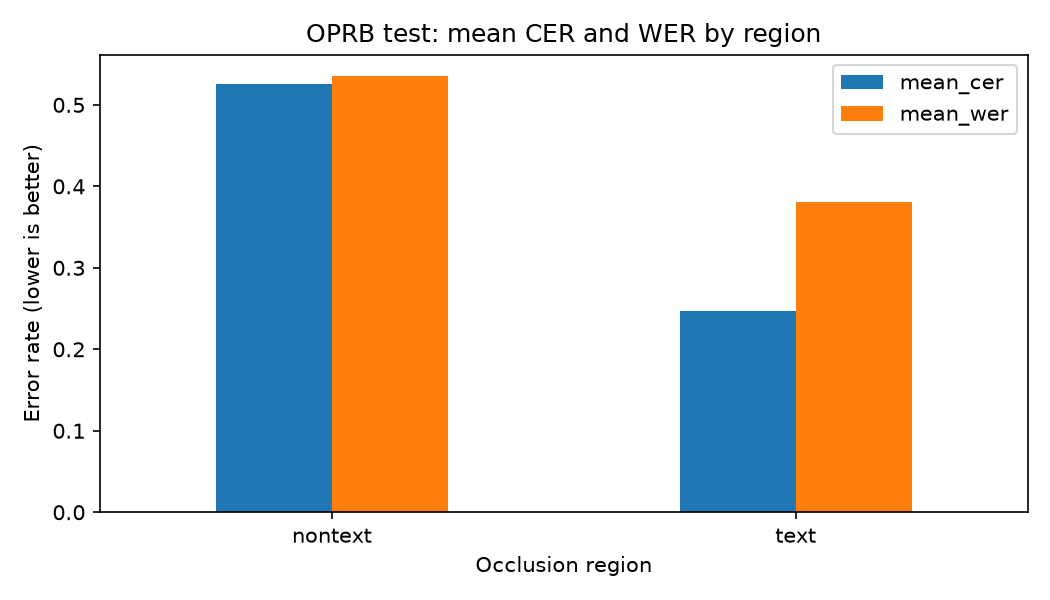 OPRB test: mean CER and WER by region
mean_cer
mean_wer
Error rate (lower is better)
0.5
0.4
0.3
0.2
0.1
0.0
nontext
text
Occlusion region